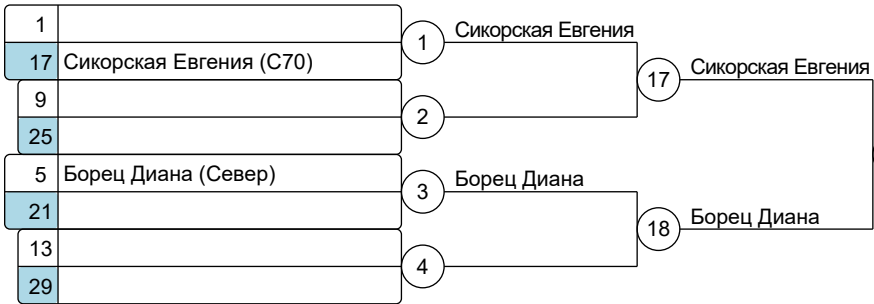 1
17 Сикорская Евгения (С70)
9
25
5 Борец Диана (Север)
21
13
29
1 Сикорская Евгения
2
3 Борец Диана
4
17 Сикорская Евгения
18 Борец Диана